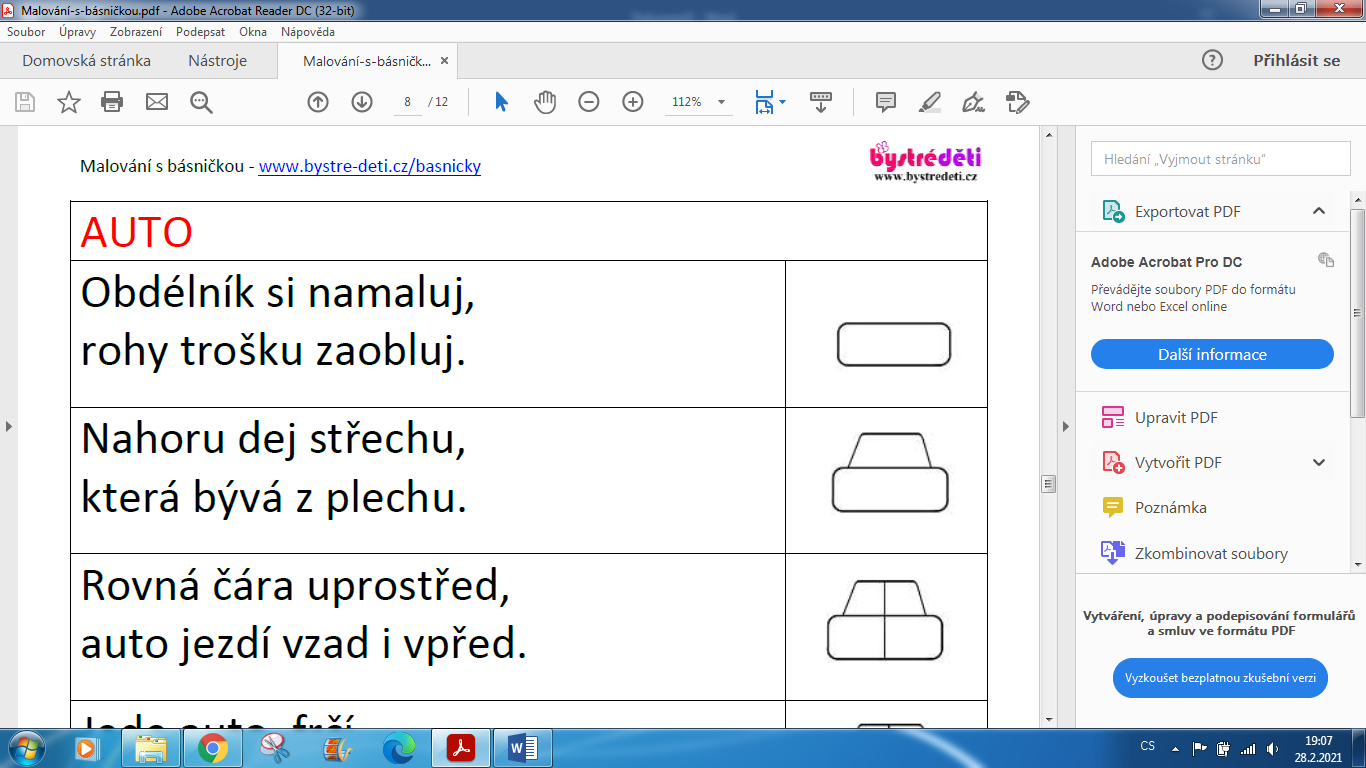 Malování-s-básničkou.pdf - Adobe Acrobat Reader DC (32-bit)
Soubor Úpravy Zobrazení Podepsat Okna Nápověda
Domovská stránka Nástroje Malování-s-básničk... × Přihlásit se
8 / 12 112%
Malování s básničkou - www.bystre-deti.cz/basnicky
bystréděti
www.bystredeti.cz
AUTO
Obdélník si namaluj,
rohy trošku zaobluj.
Nahoru dej střechu,
která bývá z plechu.
Rovná čára uprostřed,
auto jezdí vzad i vpřed.
Jede auto, frčí
Hledání „Vyjmout stránku"
Exportovat PDF
Adobe Acrobat Pro DC
Převádějte soubory PDF do formátu
Word nebo Excel online
Další informace
Upravit PDF
Vytvořit PDF
Poznámka
Zkombinovat soubory
Vytváření, úpravy a podepisování formulářů
a smluv ve formátu PDF
Vyzkoušet bezplatnou zkušební verzi
CS 19:07
28.2.2021